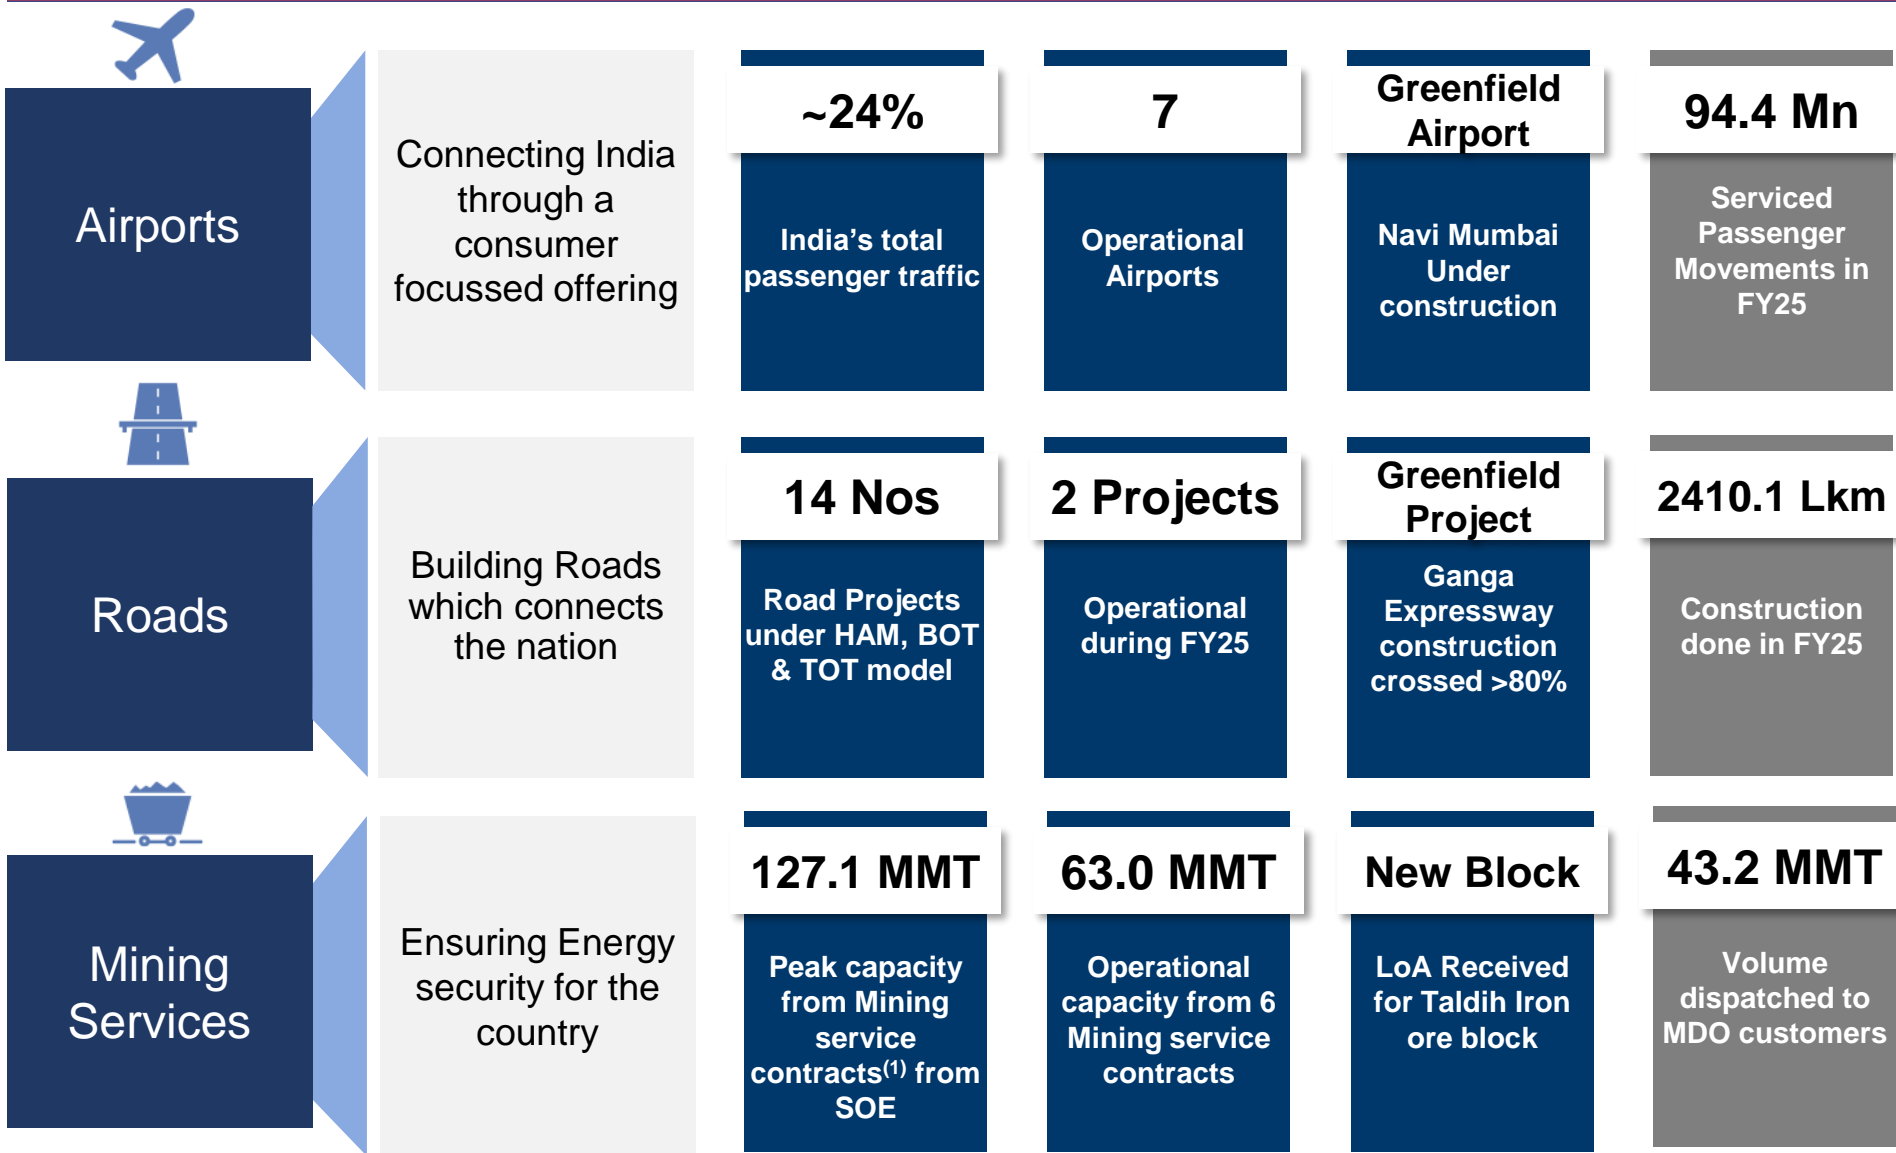 Airports
Connecting India
through a
consumer
focussed offering
~24%
India’s total
passenger traffic
7
Operational
Airports
Greenfield
Airport
Navi Mumbai
Under
construction
94.4 Mn
Serviced
Passenger
Movements in
FY25
Roads
Building Roads
which connects
the nation
14 Nos
Road Projects
under HAM, BOT
& TOT model
2 Projects
Operational
during FY25
Greenfield
Project
Ganga
Expressway
construction
crossed >80%
2410.1 Lkm
Construction
done in FY25
Mining
Services
Ensuring Energy
security for the
country
127.1 MMT
Peak capacity
from Mining
service
contracts(1) from
SOE
63.0 MMT
Operational
capacity from 6
Mining service
contracts
New Block
LoA Received
for Taldih Iron
ore block
43.2 MMT
Volume
dispatched to
MDO customers